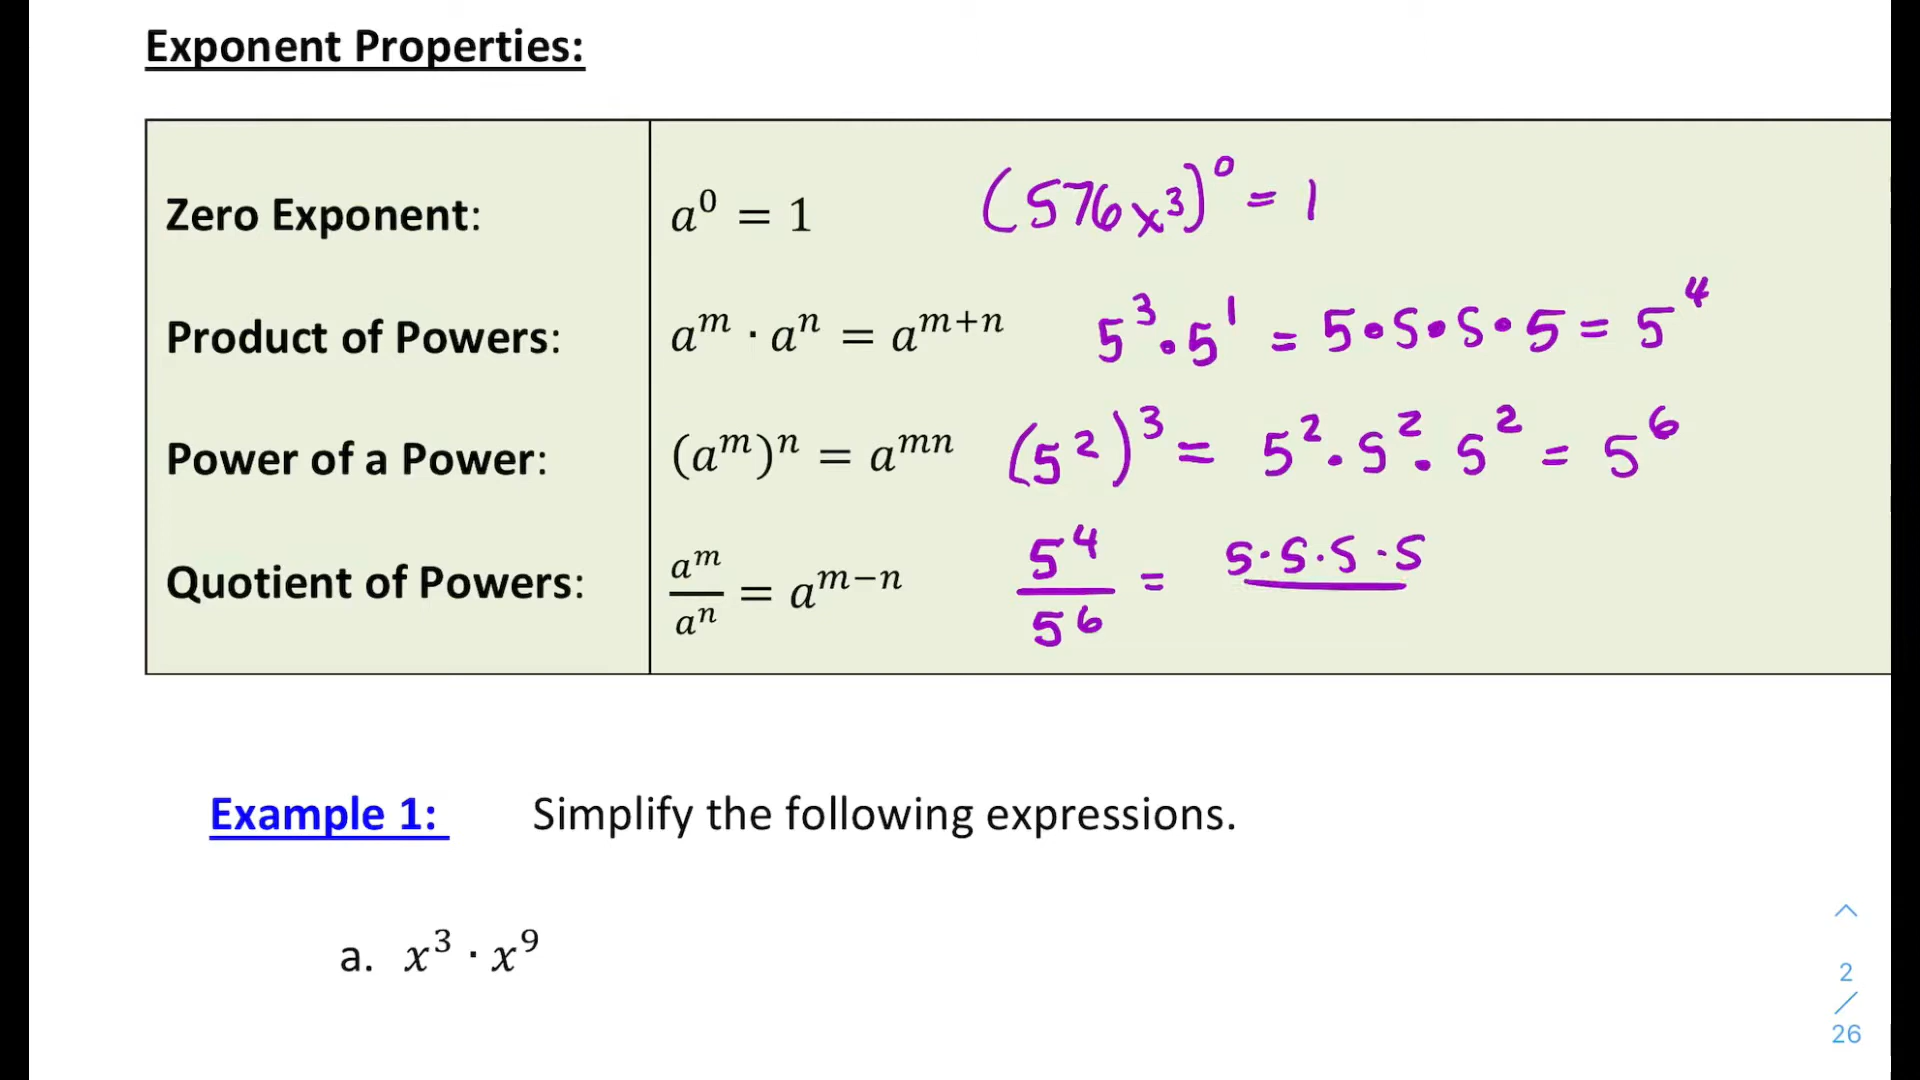 Exponent Properties:
Zero Exponent: a⁰ = 1 (576x³)⁰ = 1
Product of Powers: aᵐ · aⁿ = aᵐ⁺ⁿ 5³·5¹ = 5·5·5·5 = 5⁴
Power of a Power: (aᵐ)ⁿ = aᵐⁿ (5²)³ = 5²·5²·5² = 5⁶
Quotient of Powers: aᵐ/aⁿ = aᵐ⁻ⁿ 5⁴/5⁶ = 5·5·5·5
Example 1: Simplify the following expressions.
a. x³ · x⁹
2
/
26